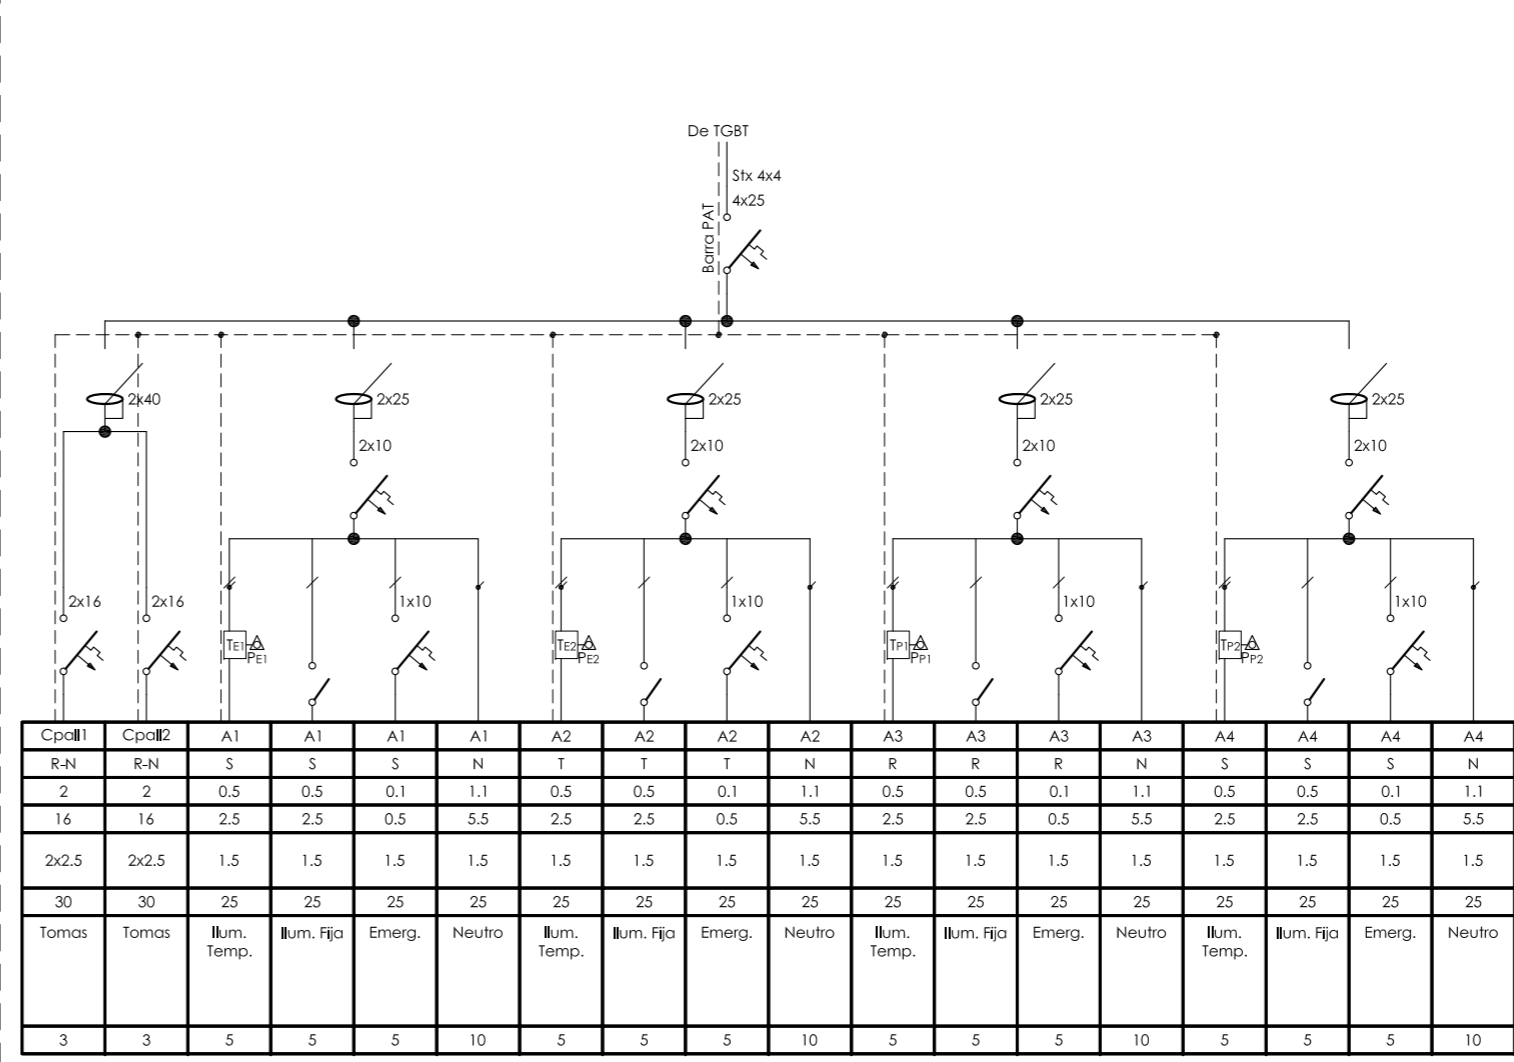 De TGBT
Stx 4x4
4x25
Barra PAT
2x40
2x25
2x25
2x25
2x25
2x10
2x10
2x10
2x10
2x16
2x16
1x10
1x10
1x10
1x10
TE1
PE1
TE2
PE2
TP1
PP1
TP2
PP2
Cpall1 Cpall2 A1 A1 A1 A1 A2 A2 A2 A2 A3 A3 A3 A3 A4 A4 A4 A4
R-N R-N S S S N T T T N R R R N S S S N
2 2 0.5 0.5 0.1 1.1 0.5 0.5 0.1 1.1 0.5 0.5 0.1 1.1 0.5 0.5 0.1 1.1
16 16 2.5 2.5 0.5 5.5 2.5 2.5 0.5 5.5 2.5 2.5 0.5 5.5 2.5 2.5 0.5 5.5
2x2.5 2x2.5 1.5 1.5 1.5 1.5 1.5 1.5 1.5 1.5 1.5 1.5 1.5 1.5 1.5 1.5 1.5 1.5
30 30 25 25 25 25 25 25 25 25 25 25 25 25 25 25 25 25
Tomas Tomas Ilum. Ilum. Fija Emerg. Neutro Ilum. Ilum. Fija Emerg. Neutro Ilum. Ilum. Fija Emerg. Neutro Ilum. Ilum. Fija Emerg. Neutro
Temp. Temp. Temp. Temp.
3 3 5 5 5 10 5 5 5 10 5 5 5 10 5 5 5 10